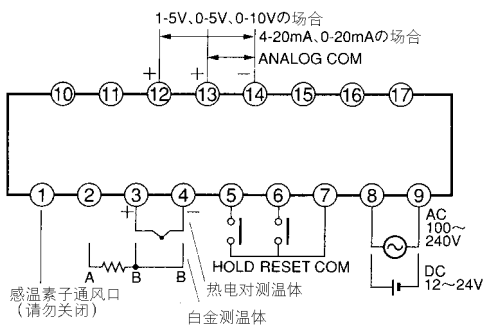 1-5V、0-5V、0-10Vの场合
4-20mA、0-20mAの场合
+ + −
ANALOG COM
10 11 12 13 14 15 16 17
1 2 3 4 5 6 7 8 9
+ −
AC
100～
240V
HOLD RESET COM
DC
12～24V
A B B
感温素子通风口
(请勿关闭)
热电对测温体
白金测温体